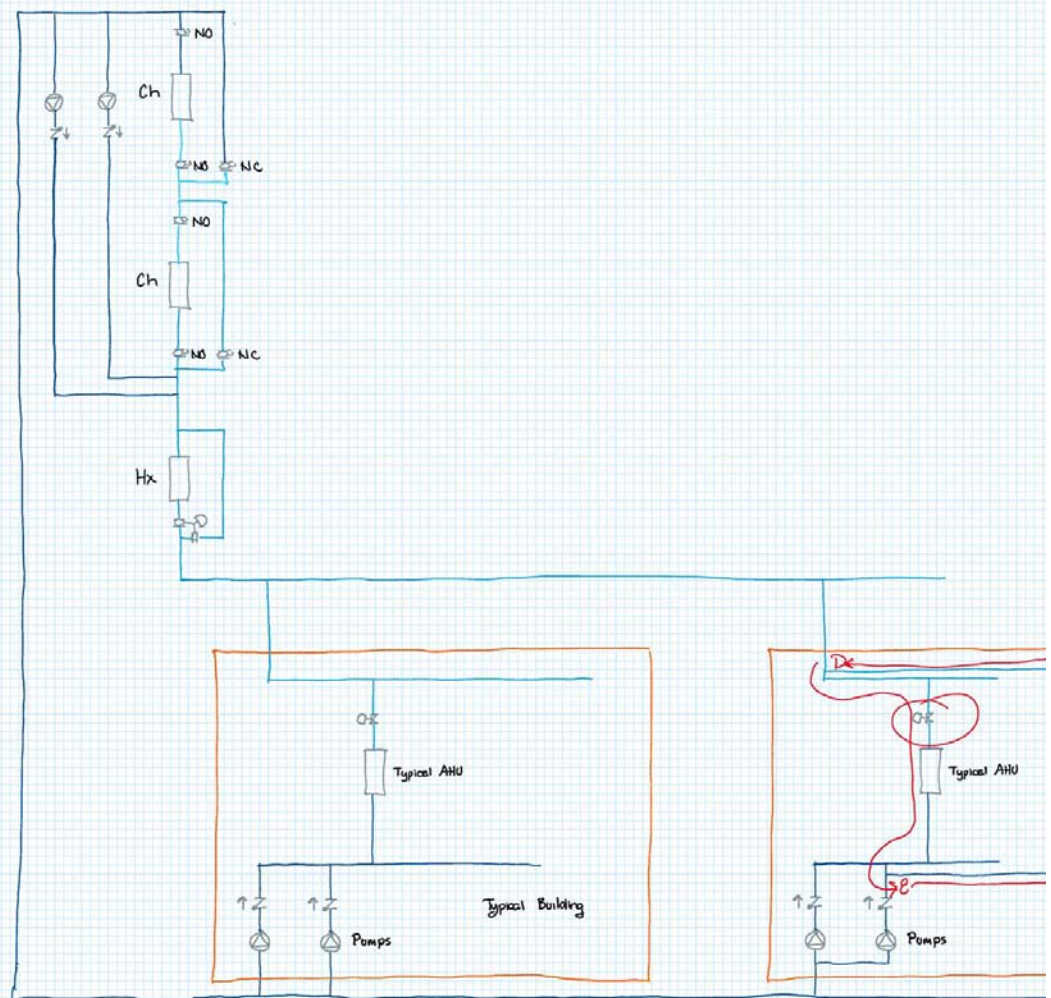 NO
Ch
NO NC
NO
Ch
NO NC
Hx
D
Typical AHU
Typical AHU
E
Typical Building
Pumps
Pumps